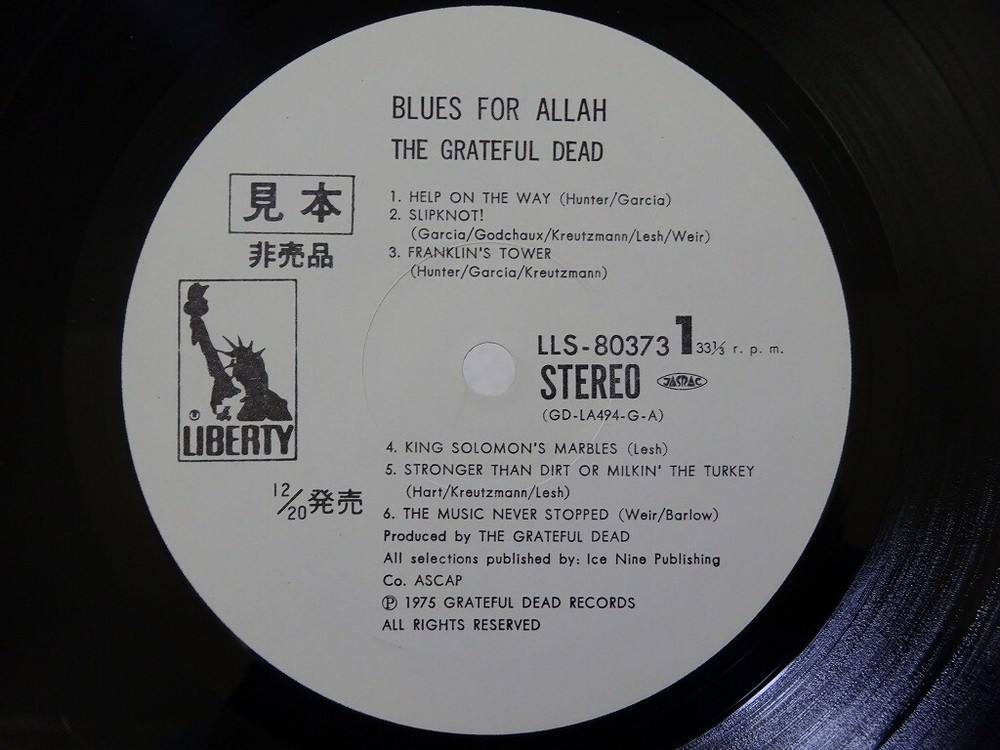 BLUES FOR ALLAH
THE GRATEFUL DEAD
見本
非売品
1. HELP ON THE WAY (Hunter/Garcia)
2. SLIPKNOT!
(Garcia/Godchaux/Kreutzmann/Lesh/Weir)
3. FRANKLIN'S TOWER
(Hunter/Garcia/Kreutzmann)
LLS-80373 1 33⅓ r. p. m.
STEREO JASRAC
(GD-LA494-G-A)
Ⓡ
LIBERTY
4. KING SOLOMON'S MARBLES (Lesh)
5. STRONGER THAN DIRT OR MILKIN' THE TURKEY
(Hart/Kreutzmann/Lesh)
12/20発売
6. THE MUSIC NEVER STOPPED (Weir/Barlow)
Produced by THE GRATEFUL DEAD
All selections published by: Ice Nine Publishing
Co. ASCAP
Ⓟ 1975 GRATEFUL DEAD RECORDS
ALL RIGHTS RESERVED